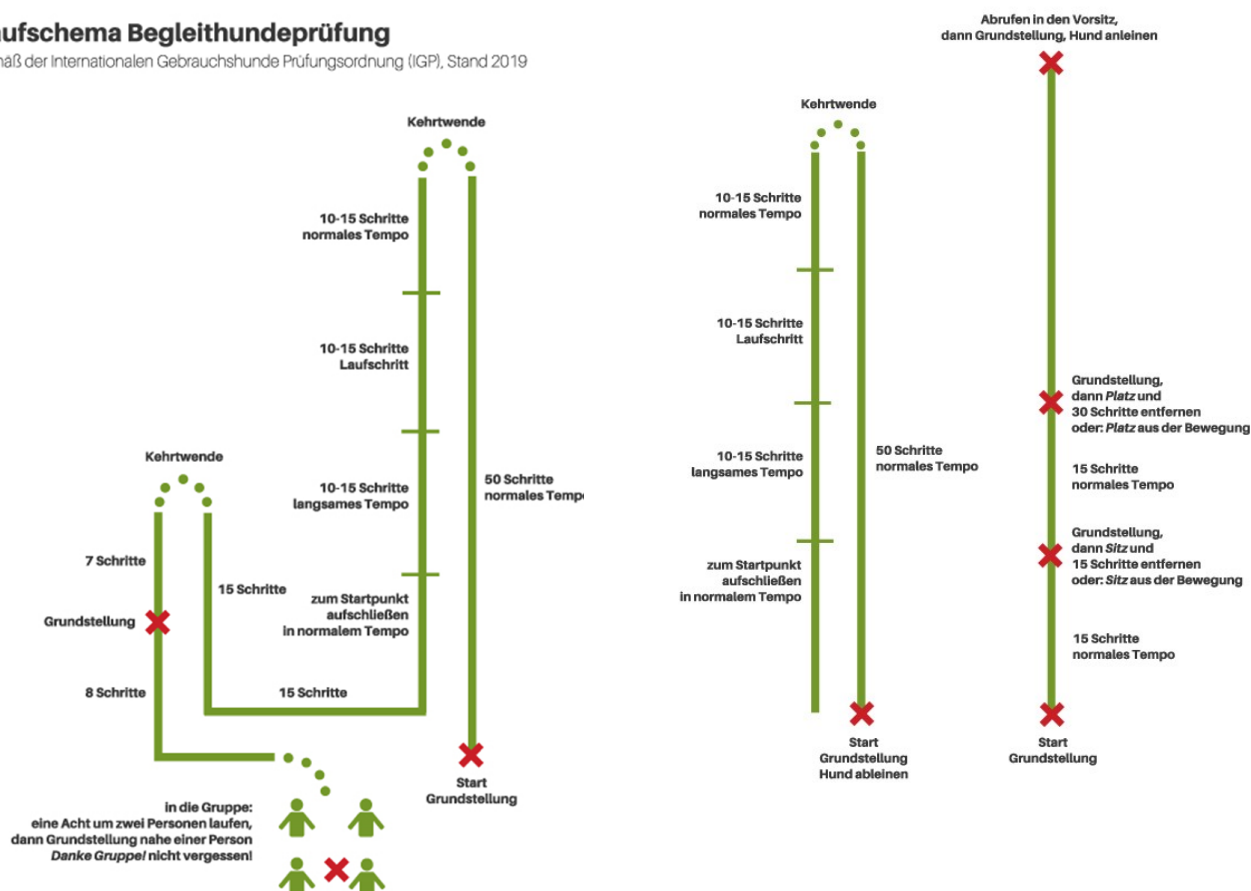 ufschema Begleithundeprüfung
äß der Internationalen Gebrauchshunde Prüfungsordnung (IGP), Stand 2019
Kehrtwende
10-15 Schritte
normales Tempo
10-15 Schritte
Laufschritt
10-15 Schritte
langsames Tempo
50 Schritte
normales Temp
zum Startpunkt
aufschließen
in normalem Tempo
Kehrtwende
7 Schritte
15 Schritte
Grundstellung
8 Schritte
15 Schritte
Start
Grundstellung
in die Gruppe:
eine Acht um zwei Personen laufen,
dann Grundstellung nahe einer Person
Danke Gruppe! nicht vergessen!
Kehrtwende
10-15 Schritte
normales Tempo
10-15 Schritte
Laufschritt
10-15 Schritte
langsames Tempo
50 Schritte
normales Tempo
zum Startpunkt
aufschließen
in normalem Tempo
Start
Grundstellung
Hund ableinen
Abrufen in den Vorsitz,
dann Grundstellung, Hund anleinen
Grundstellung,
dann Platz und
30 Schritte entfernen
oder: Platz aus der Bewegung
15 Schritte
normales Tempo
Grundstellung,
dann Sitz und
15 Schritte entfernen
oder: Sitz aus der Bewegung
15 Schritte
normales Tempo
Start
Grundstellung